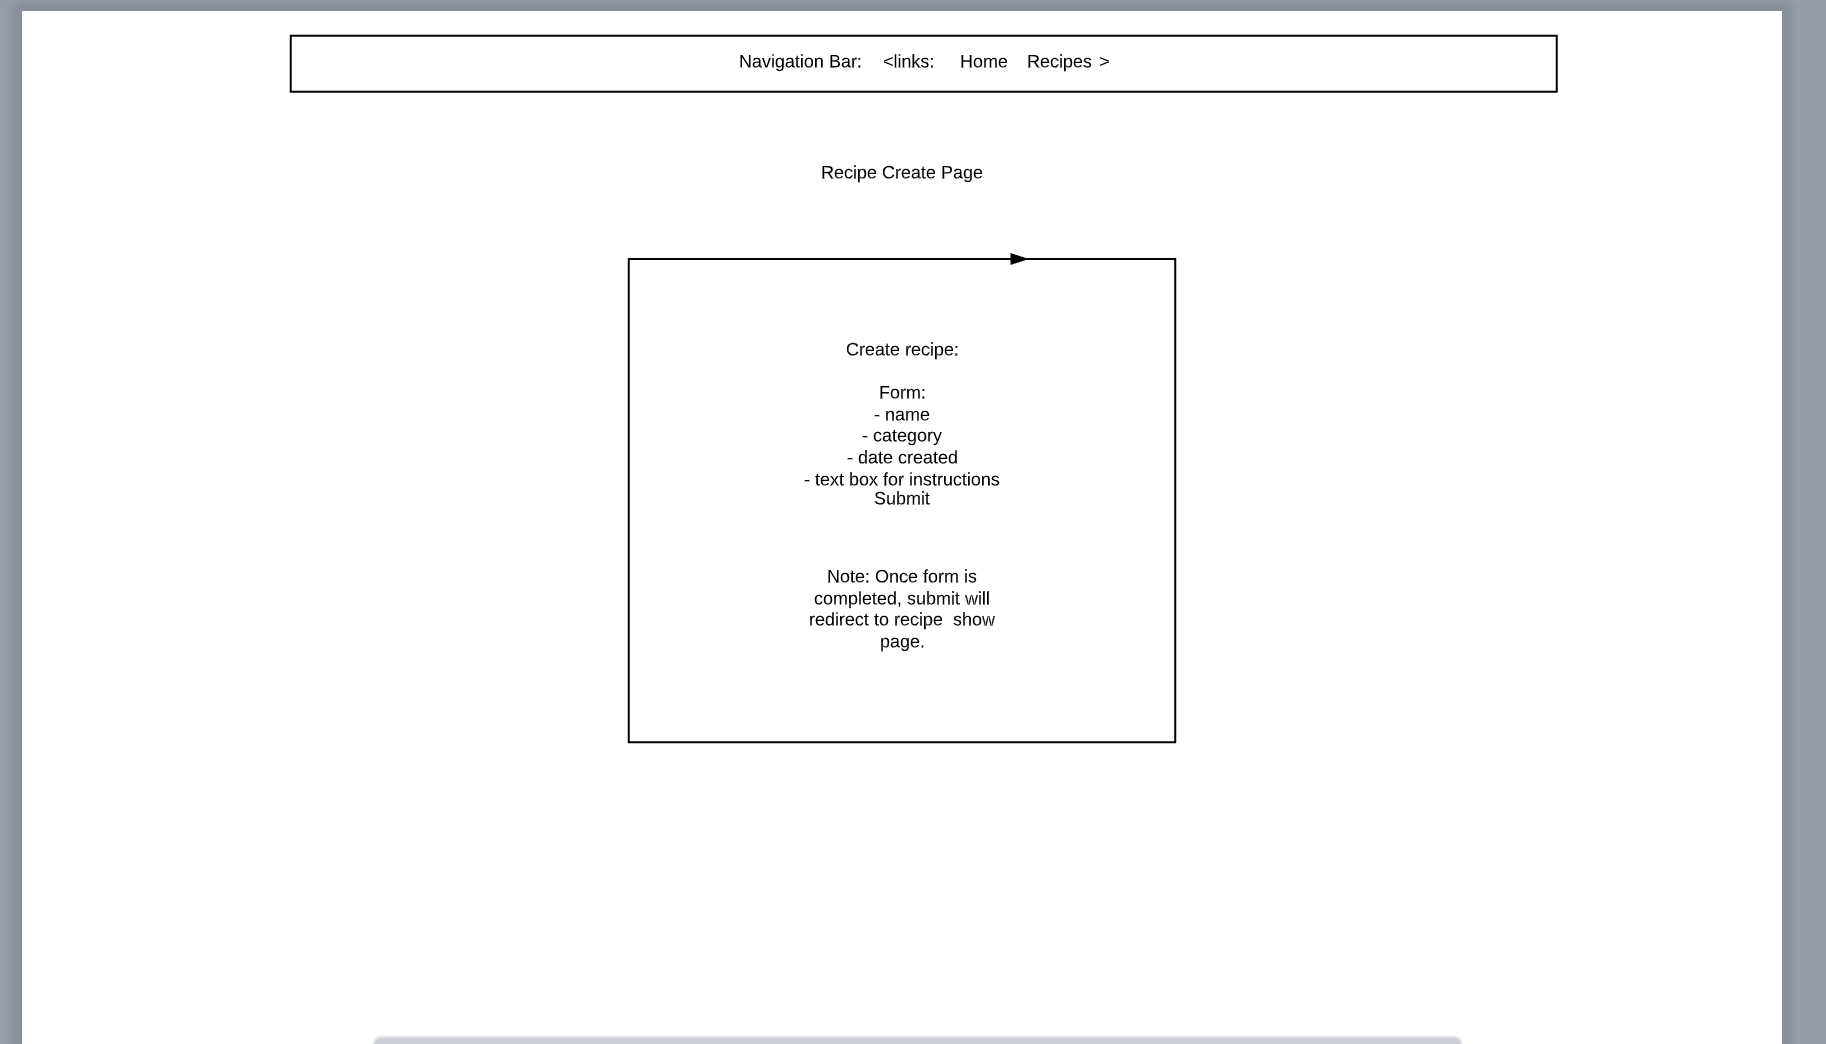 Navigation Bar: <links: Home Recipes >
Recipe Create Page
Create recipe:
Form:
- name
- category
- date created
- text box for instructions
Submit
Note: Once form is
completed, submit will
redirect to recipe show
page.